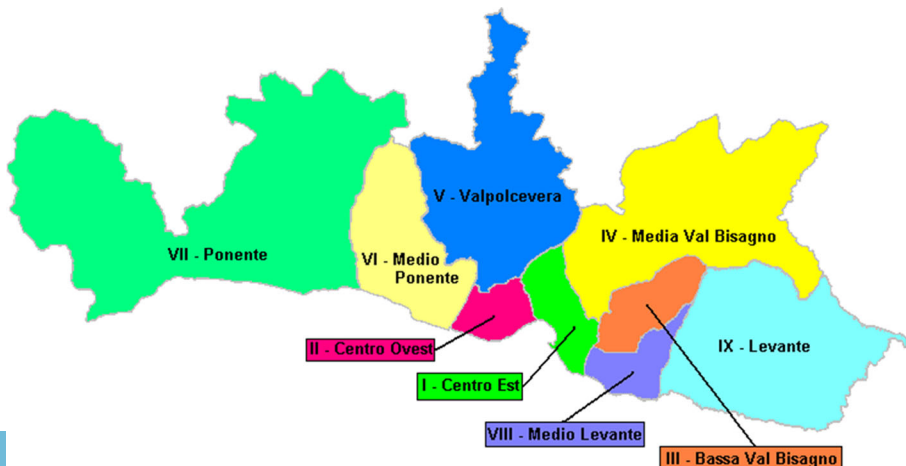 V - Valpolcevera
IV - Media Val Bisagno
VII - Ponente
VI - Medio
Ponente
II - Centro Ovest
IX - Levante
I - Centro Est
VIII - Medio Levante
III - Bassa Val Bisagno